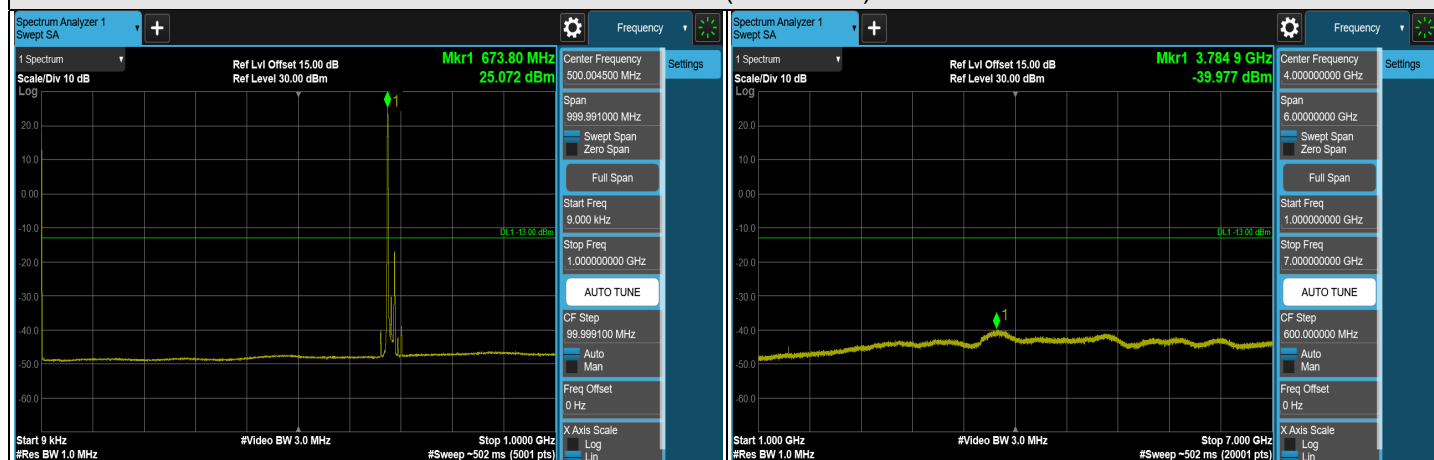 Spectrum Analyzer 1
Swept SA
+
Frequency
Settings
1 Spectrum
Scale/Div 10 dB
Ref Lvl Offset 15.00 dB
Ref Level 30.00 dBm
Mkr1 673.80 MHz
25.072 dBm
Log
1
20.0
10.0
0.00
-10.0
-20.0
-30.0
-40.0
-50.0
-60.0
DL1 -13.00 dBm
Start 9 kHz
#Res BW 1.0 MHz
#Video BW 3.0 MHz
Stop 1.0000 GHz
#Sweep ~502 ms (5001 pts)
Center Frequency
500.004500 MHz
Span
999.991000 MHz
Swept Span
Zero Span
Full Span
Start Freq
9.000 kHz
Stop Freq
1.000000000 GHz
AUTO TUNE
CF Step
99.999100 MHz
Auto
Man
Freq Offset
0 Hz
X Axis Scale
Log
Lin
Spectrum Analyzer 1
Swept SA
+
Frequency
Settings
1 Spectrum
Scale/Div 10 dB
Ref Lvl Offset 15.00 dB
Ref Level 30.00 dBm
Mkr1 3.784 9 GHz
-39.977 dBm
Log
1
20.0
10.0
0.00
-10.0
-20.0
-30.0
-40.0
-50.0
-60.0
DL1 -13.00 dBm
Start 1.000 GHz
#Res BW 1.0 MHz
#Video BW 3.0 MHz
Stop 7.000 GHz
#Sweep ~502 ms (20001 pts)
Center Frequency
4.000000000 GHz
Span
6.00000000 GHz
Swept Span
Zero Span
Full Span
Start Freq
1.000000000 GHz
Stop Freq
7.000000000 GHz
AUTO TUNE
CF Step
600.000000 MHz
Auto
Man
Freq Offset
0 Hz
X Axis Scale
Log
Lin